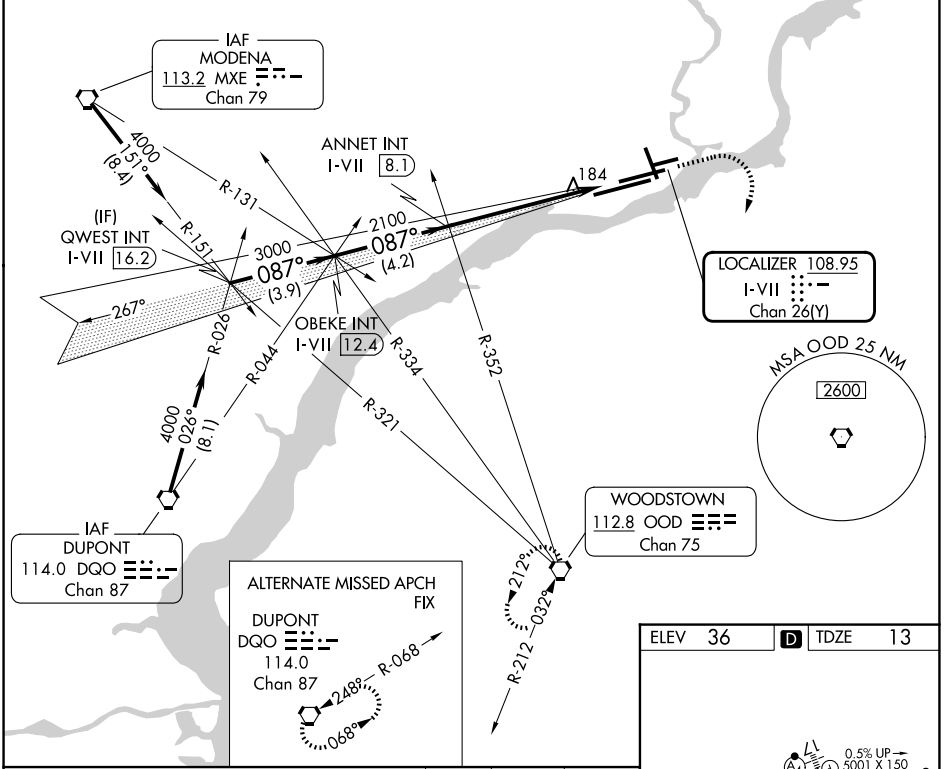 IAF
MODENA
113.2 MXE
Chan 79
4000
151°
(8.4)
R-131
R-151
ANNET INT
I-VII 8.1
184
(IF)
QWEST INT
I-VII 16.2
3000
087°
(3.9)
2100
087°
(4.2)
267°
LOCALIZER 108.95
I-VII
Chan 26(Y)
OBEKE INT
I-VII 12.4
R-026
R-044
R-334
R-352
R-321
MSA OOD 25 NM
2600
4000
026°
(8.1)
IAF
DUPONT
114.0 DQO
Chan 87
WOODSTOWN
112.8 OOD
Chan 75
212°
032°
R-212
ALTERNATE MISSED APCH
FIX
DUPONT
DQO
114.0
Chan 87
248°
R-068
068°
ELEV 36 D TDZE 13
17
0.5% UP
5001 X 150
A